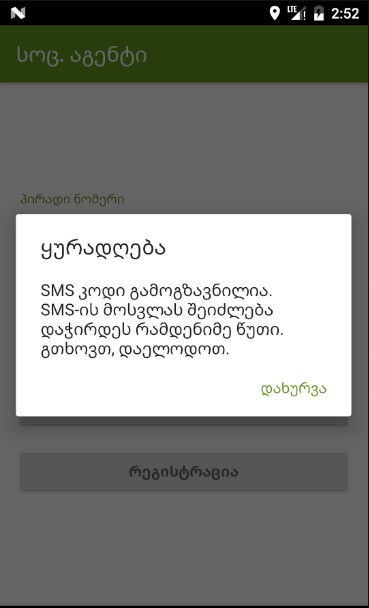 LTE 2:52
სოც. აგენტი
პირადი ნომერი
ყურადღება
SMS კოდი გამოგზავნილია.
SMS-ის მოსვლას შეიძლება
დაჭირდეს რამდენიმე წუთი.
გთხოვთ, დაელოდოთ.
დახურვა
რეგისტრაცია